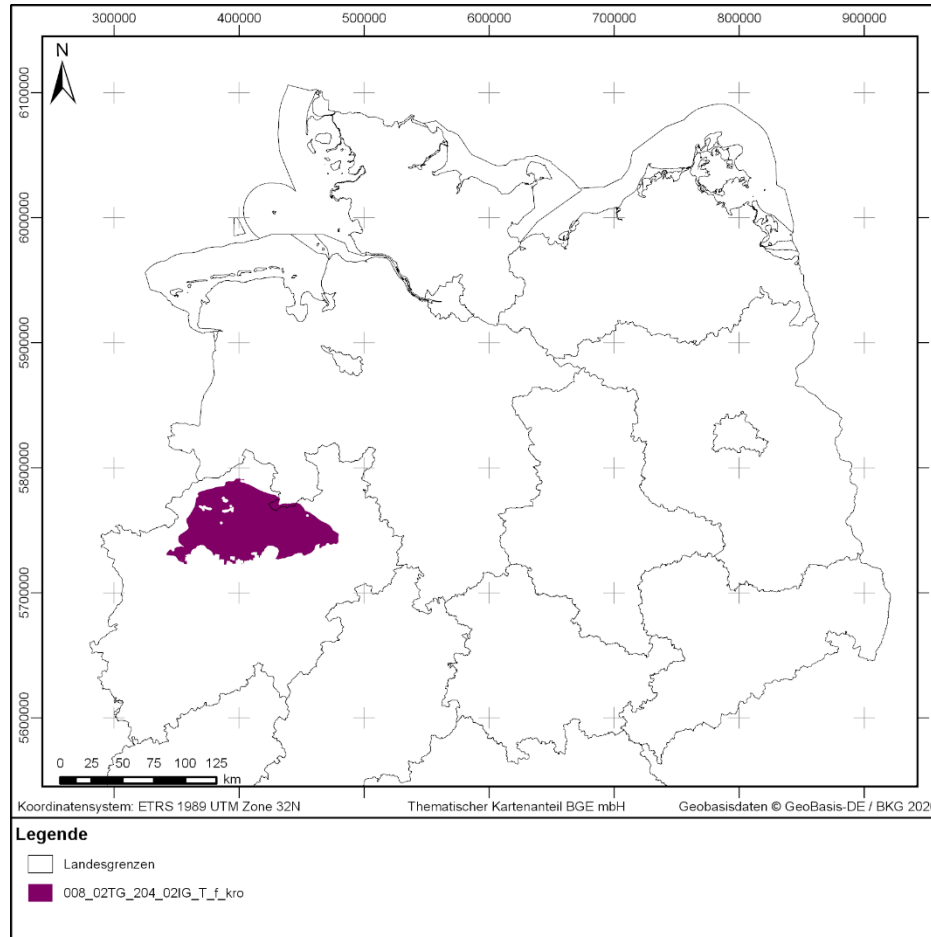 300000 400000 500000 600000 700000 800000 900000
N
6100000
6000000
5900000
5800000
5700000
5600000
0 25 50 75 100 125
km
Koordinatensystem: ETRS 1989 UTM Zone 32N Thematischer Kartenanteil BGE mbH Geobasisdaten © GeoBasis-DE / BKG 2020
Legende
Landesgrenzen
008_02TG_204_02IG_T_f_kro